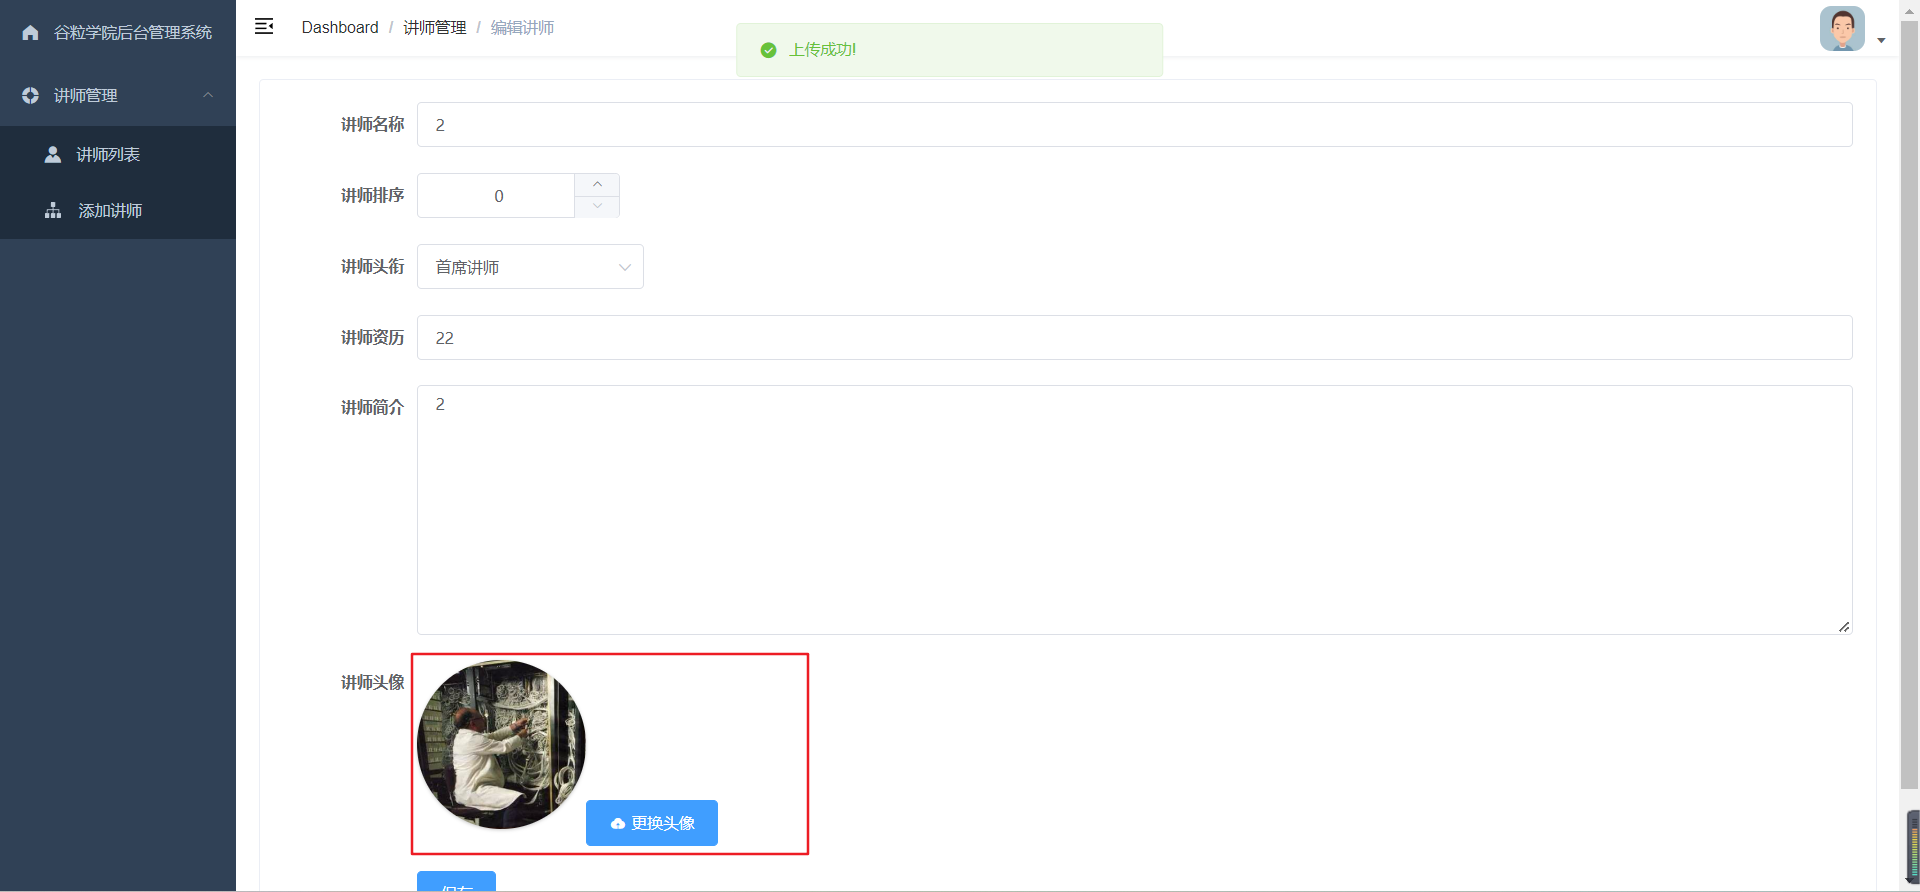 谷粒学院后台管理系统
Dashboard / 讲师管理 / 编辑讲师
上传成功!
讲师管理
讲师列表
添加讲师
讲师名称 2
讲师排序 0
讲师头衔 首席讲师
讲师资历 22
讲师简介 2
讲师头像
更换头像
保存